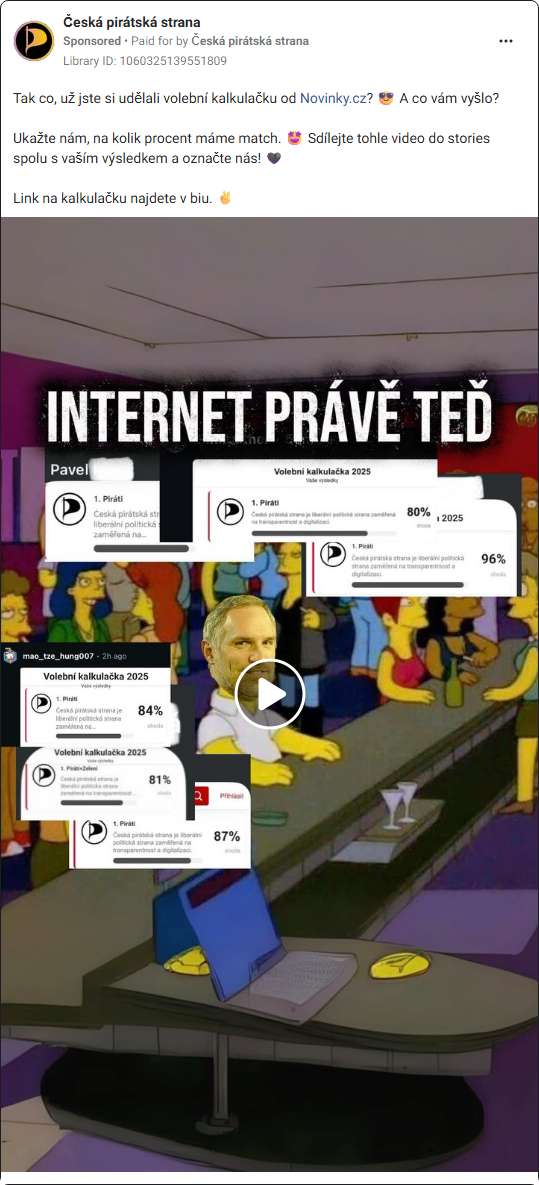 Česká pirátská strana
Sponsored • Paid for by Česká pirátská strana
Library ID: 1060325139551809
Tak co, už jste si udělali volební kalkulačku od Novinky.cz? 😎 A co vám vyšlo?
Ukažte nám, na kolik procent máme match. 🤩 Sdílejte tohle video do stories
spolu s vaším výsledkem a označte nás! 🖤
Link na kalkulačku najdete v biu. ✌️
INTERNET PRÁVĚ TEĎ
Pavel
1. Piráti
Česká pirátská
liberální politická
zaměřená na...
Volební kalkulačka 2025
Vaše výsledky
1. Piráti
Česká pirátská strana je liberální politická strana zaměřená
na transparentnost a digitalizaci.
80%
shoda
2025
1. Piráti
Česká pirátská strana je liberální politická
strana zaměřená na transparentnost a
digitalizaci.
96%
shoda
mao_tze_hung007 • 2h ago
Volební kalkulačka 2025
Vaše výsledky
1. Piráti
Česká pirátská strana je
liberální politická strana
zaměřená na...
84%
shoda
Volební kalkulačka 2025
Vaše výsledky
1. Piráti+Zelení
Česká pirátská strana je
liberální politická strana
zaměřená na transparentnost...
81%
shoda
Přihlásit
1. Piráti
Česká pirátská strana je liberální
politická strana zaměřená na
transparentnost a digitalizaci.
87%
shoda